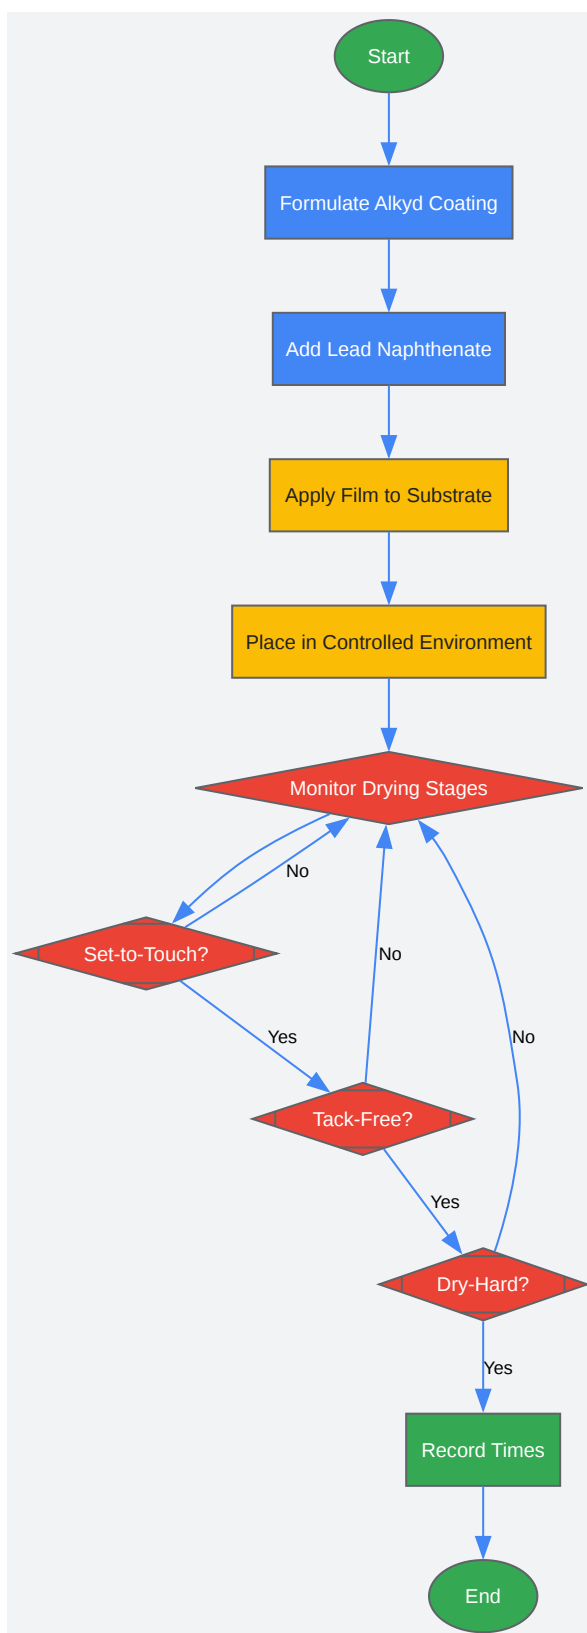 Start
Formulate Alkyd Coating
Add Lead Naphthenate
Apply Film to Substrate
Place in Controlled Environment
Monitor Drying Stages
No
Set-to-Touch?
No
Yes
No
Tack-Free?
Yes
Dry-Hard?
Yes
Record Times
End